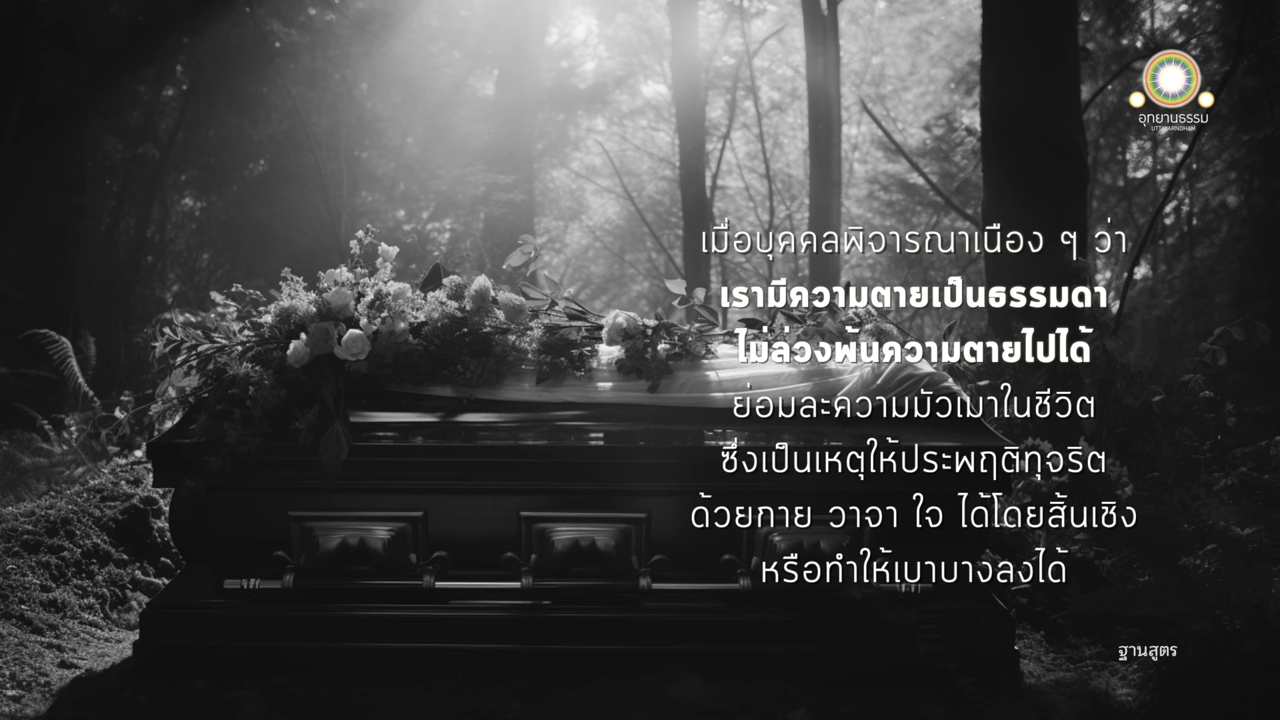 อุทยานธรรม
UTTAYARNDHAM
เมื่อบุคคลพิจารณาเนือง ๆ ว่า
เรามีความตายเป็นธรรมดา
ไม่ล่วงพ้นความตายไปได้
ย่อมละความมัวเมาในชีวิต
ซึ่งเป็นเหตุให้ประพฤติทุจริต
ด้วยกาย วาจา ใจ ได้โดยสิ้นเชิง
หรือทำให้เบาบางลงได้
ฐานสูตร